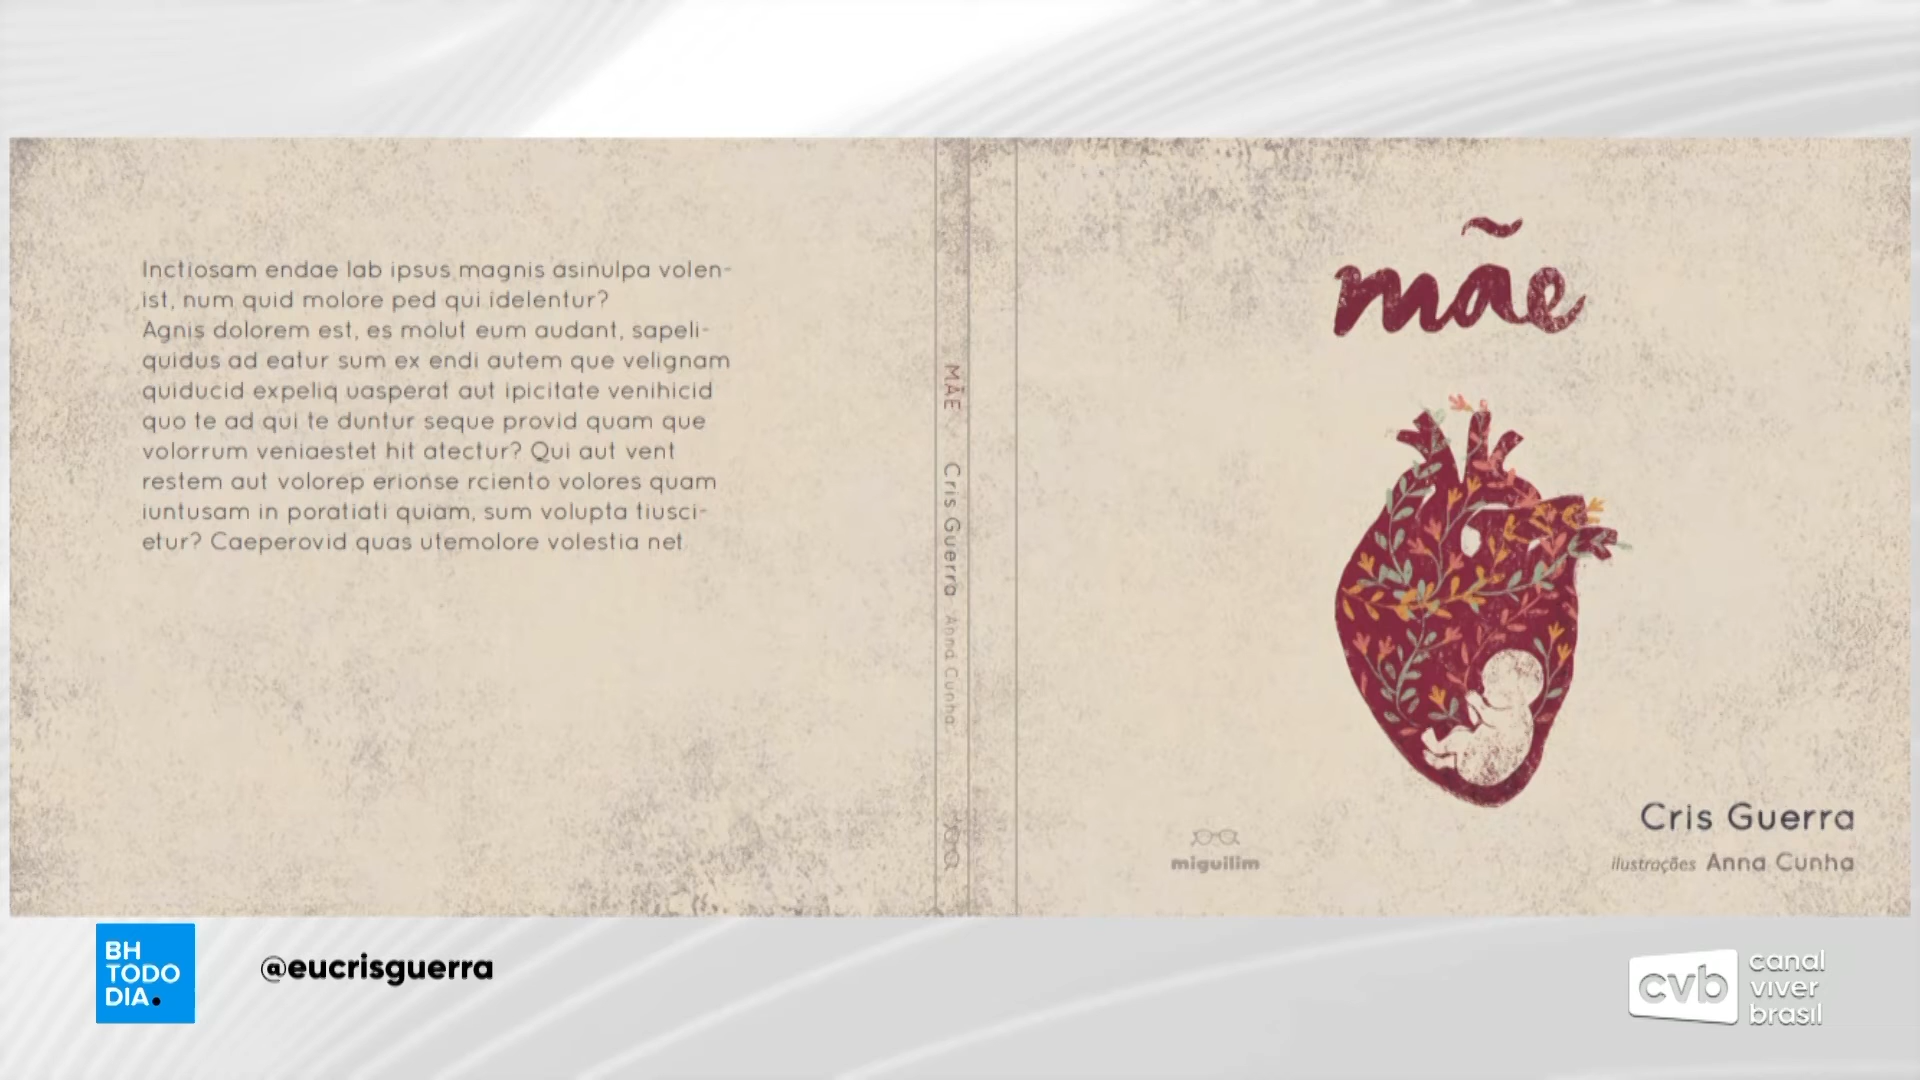 Inctiosam endae lab ipsus magnis asinulpa volen-
ist, num quid molore ped qui idelentur?
Agnis dolorem est, es molut eum audant, sapeli-
quidus ad eatur sum ex endi autem que velignam
quiducid expeliq uasperat aut ipicitate venihicid
quo te ad qui te duntur seque provid quam que
volorrum veniaestet hit atectur? Qui aut vent
restem aut volorep erionse rciento volores quam
iuntusam in poratiati quiam, sum volupta tiusci-
etur? Caeperovid quas utemolore volestia net
MÃE
Cris Guerra
Anna Cunha
mãe
Cris Guerra
ilustrações Anna Cunha
miguilim
BH
TODO
DIA.
@eucrisguerra
cvb
canal
viver
brasil